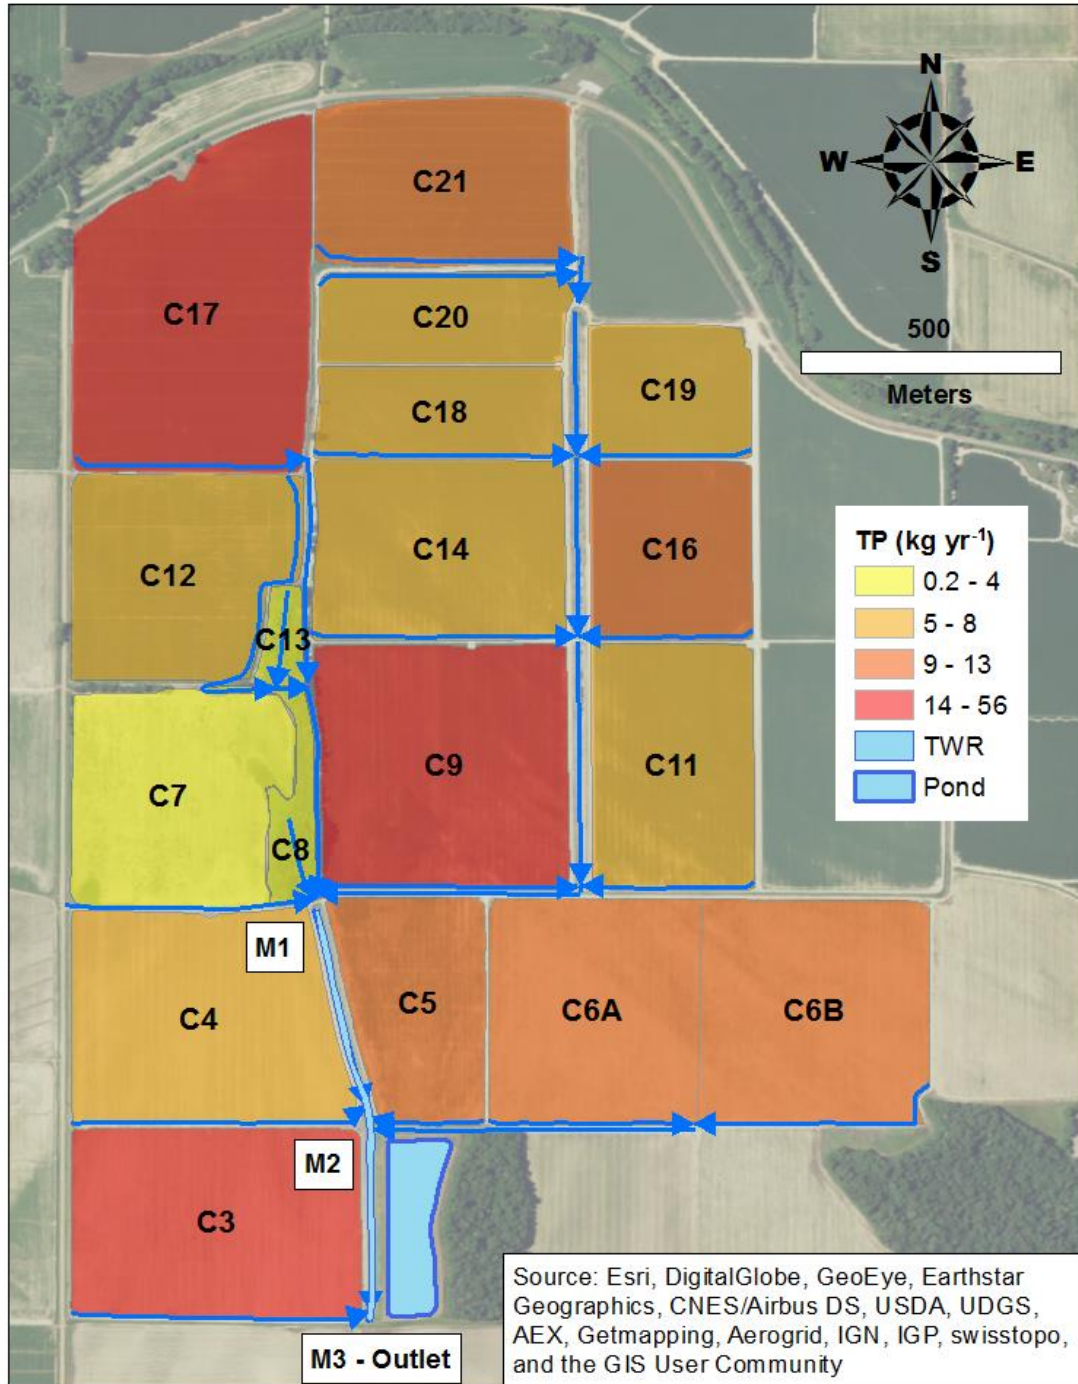 N
W
E
S
C21
C17
C20
500
Meters
C19
C18
C14
C16
C12
C13
TP (kg yr-1)
0.2 - 4
5 - 8
9 - 13
14 - 56
TWR
Pond
C9
C11
C7
C8
M1
C4
C5
C6A
C6B
M2
C3
M3 - Outlet
Source: Esri, DigitalGlobe, GeoEye, Earthstar
Geographics, CNES/Airbus DS, USDA, UDGS,
AEX, Getmapping, Aerogrid, IGN, IGP, swisstopo,
and the GIS User Community